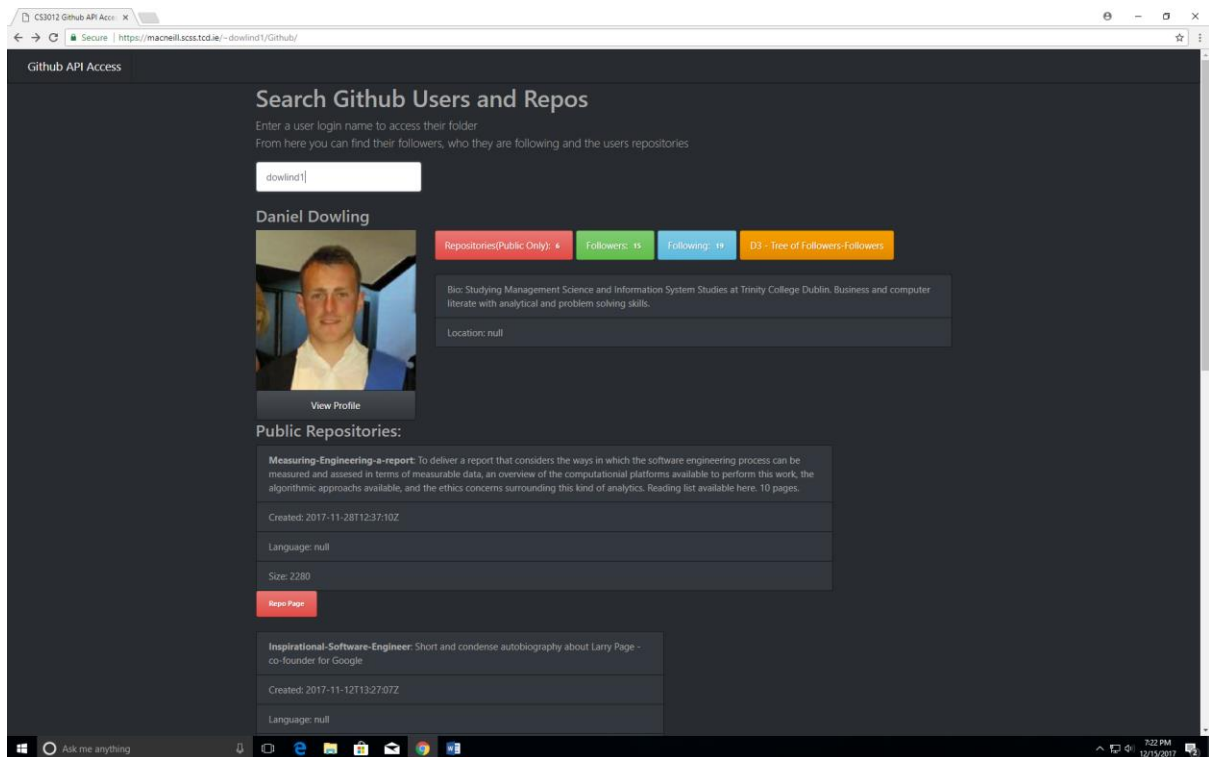 CS3012 Github API Acce
Secure | https://macneill.scss.tcd.ie/~dowlind1/Github/
Github API Access
Search Github Users and Repos
Enter a user login name to access their folder
From here you can find their followers, who they are following and the users repositories
dowlind1
Daniel Dowling
Repositories(Public Only): 6 Followers: 15 Following: 19 D3 - Tree of Followers-Followers
Bio: Studying Management Science and Information System Studies at Trinity College Dublin. Business and computer
literate with analytical and problem solving skills.
Location: null
View Profile
Public Repositories:
Measuring-Engineering-a-report: To deliver a report that considers the ways in which the software engineering process can be
measured and assesed in terms of measurable data, an overview of the computationial platforms available to perform this work, the
algorithmic approachs available, and the ethics concerns surrounding this kind of analytics. Reading list available here. 10 pages.
Created: 2017-11-28T12:37:10Z
Language: null
Size: 2280
Repo Page
Inspirational-Software-Engineer: Short and condense autobiography about Larry Page -
co-founder for Google
Created: 2017-11-12T13:27:07Z
Language: null
Ask me anything
7:22 PM
12/15/2017